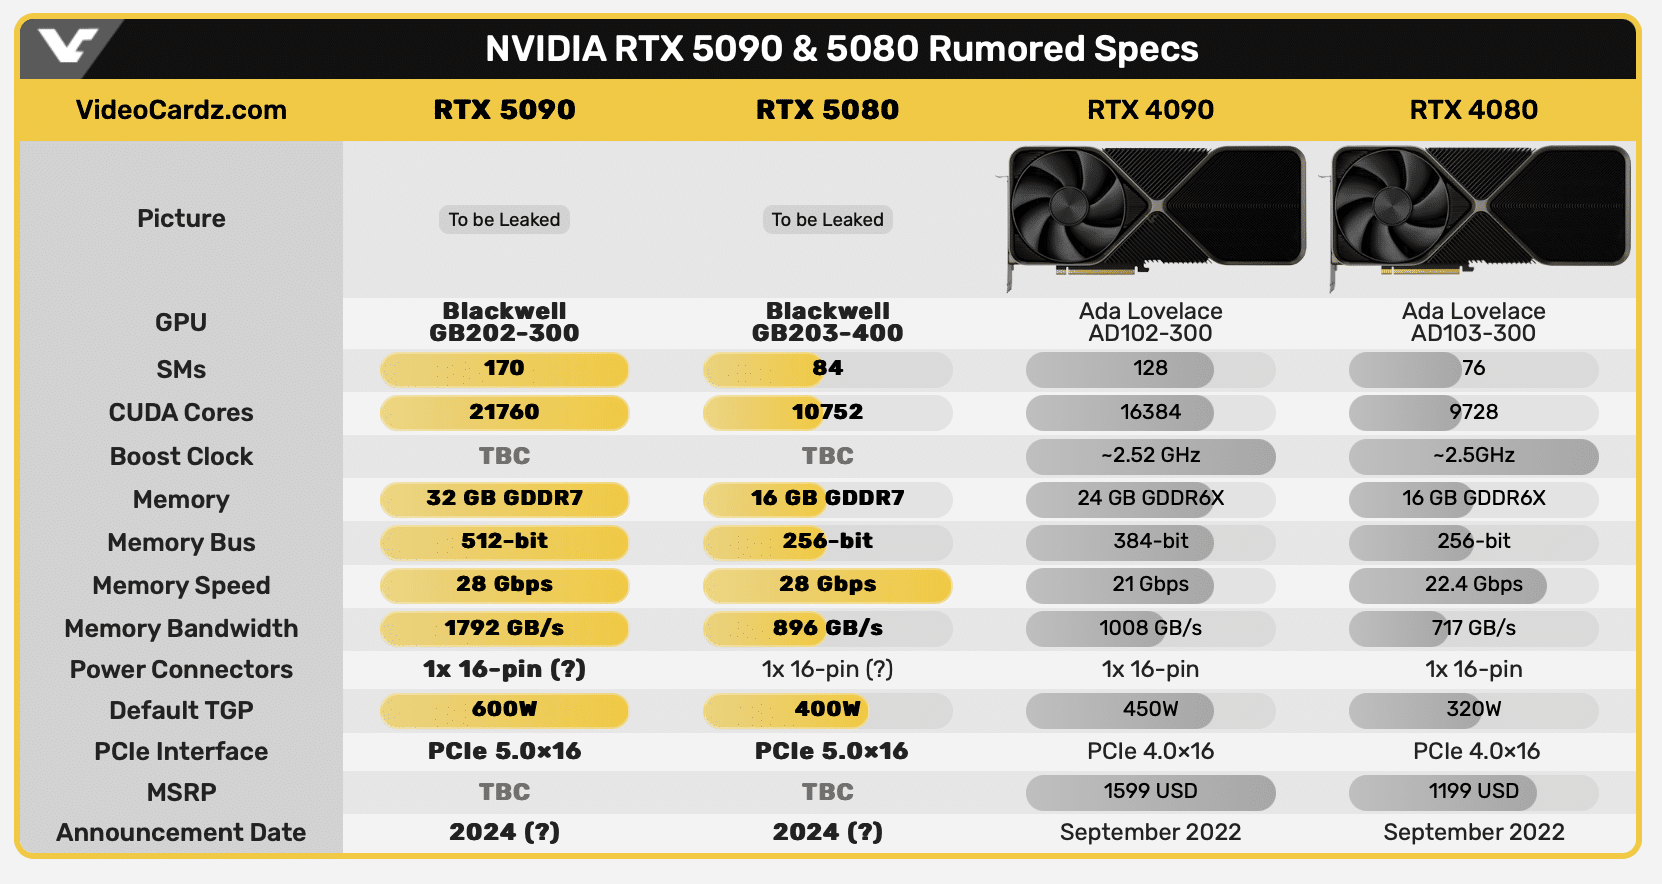 NVIDIA RTX 5090 & 5080 Rumored Specs
VideoCardz.com RTX 5090 RTX 5080 RTX 4090 RTX 4080
Picture To be Leaked To be Leaked
GPU Blackwell GB202-300 Blackwell GB203-400 Ada Lovelace AD102-300 Ada Lovelace AD103-300
SMs 170 84 128 76
CUDA Cores 21760 10752 16384 9728
Boost Clock TBC TBC ~2.52 GHz ~2.5GHz
Memory 32 GB GDDR7 16 GB GDDR7 24 GB GDDR6X 16 GB GDDR6X
Memory Bus 512-bit 256-bit 384-bit 256-bit
Memory Speed 28 Gbps 28 Gbps 21 Gbps 22.4 Gbps
Memory Bandwidth 1792 GB/s 896 GB/s 1008 GB/s 717 GB/s
Power Connectors 1x 16-pin (?) 1x 16-pin (?) 1x 16-pin 1x 16-pin
Default TGP 600W 400W 450W 320W
PCIe Interface PCIe 5.0×16 PCIe 5.0×16 PCIe 4.0×16 PCIe 4.0×16
MSRP TBC TBC 1599 USD 1199 USD
Announcement Date 2024 (?) 2024 (?) September 2022 September 2022